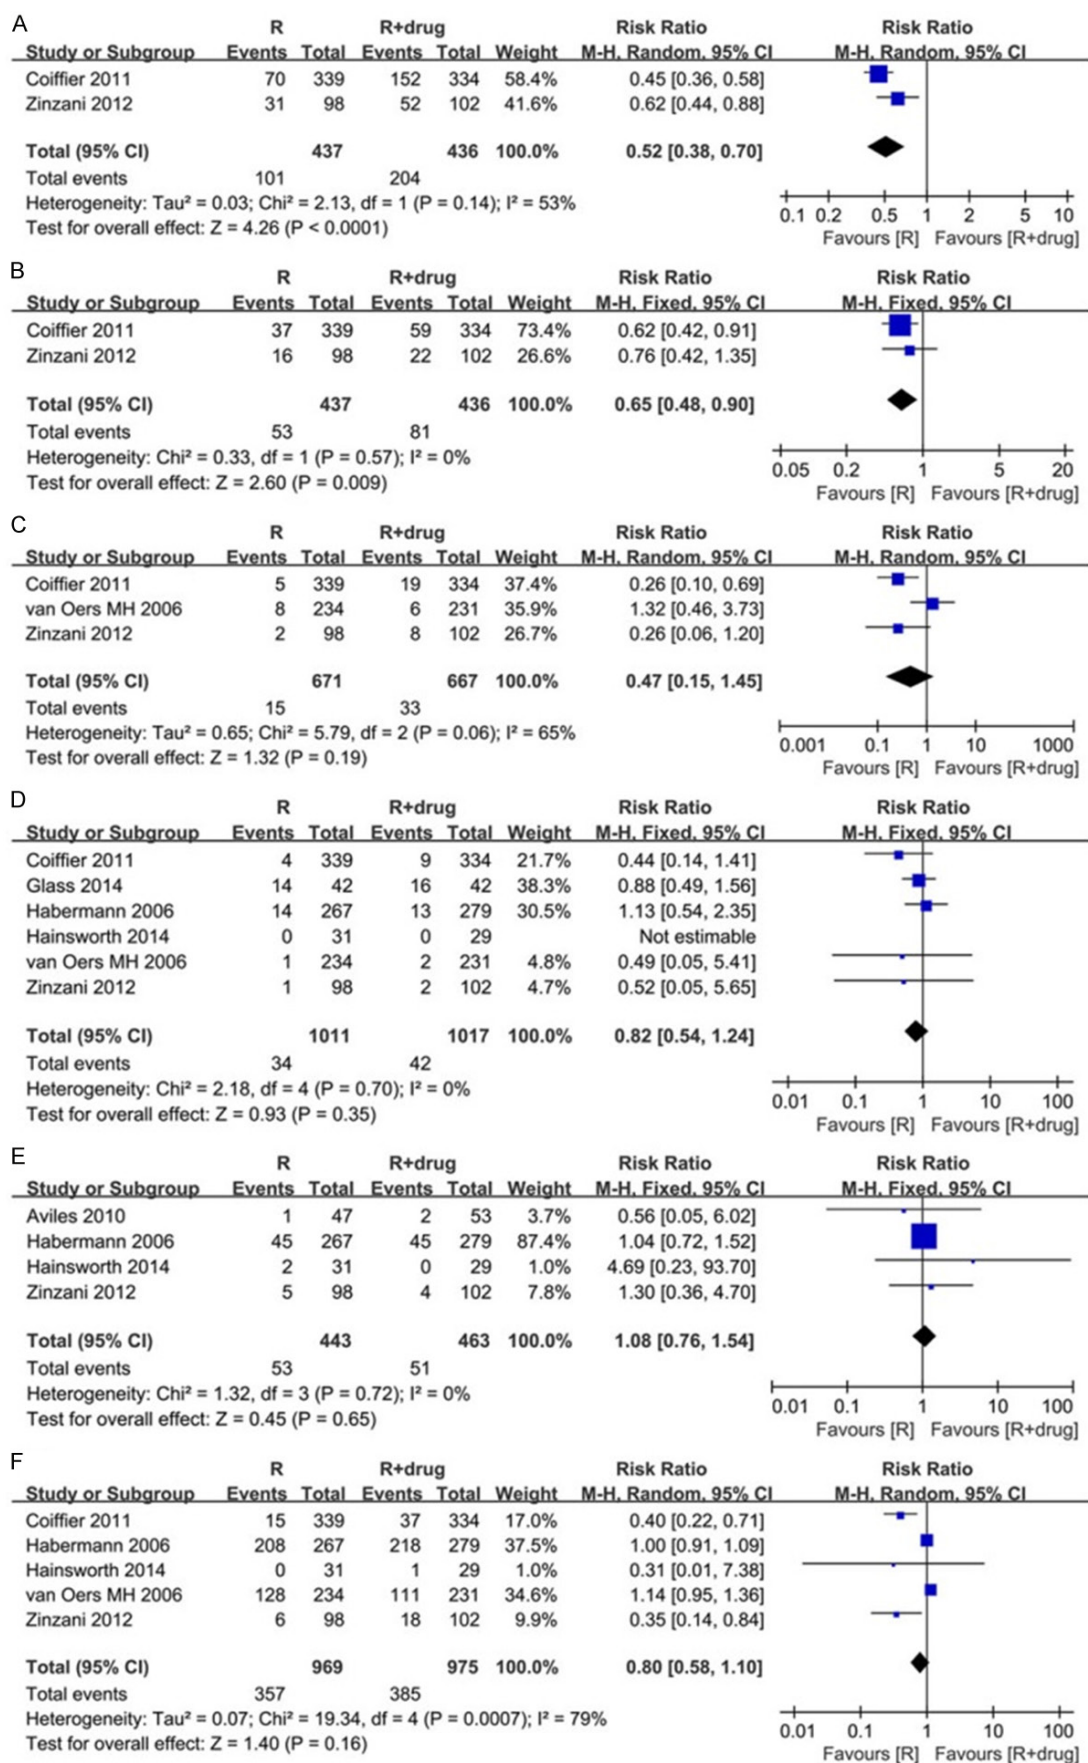 A
R R+drug Risk Ratio Risk Ratio
Study or Subgroup Events Total Events Total Weight M-H, Random, 95% CI M-H, Random, 95% CI
Coiffier 2011 70 339 152 334 58.4% 0.45 [0.36, 0.58]
Zinzani 2012 31 98 52 102 41.6% 0.62 [0.44, 0.88]
Total (95% CI) 437 436 100.0% 0.52 [0.38, 0.70]
Total events 101 204
Heterogeneity: Tau² = 0.03; Chi² = 2.13, df = 1 (P = 0.14); I² = 53%
Test for overall effect: Z = 4.26 (P < 0.0001)
0.1 0.2 0.5 1 2 5 10
Favours [R] Favours [R+drug]
B
R R+drug Risk Ratio Risk Ratio
Study or Subgroup Events Total Events Total Weight M-H, Fixed, 95% CI M-H, Fixed, 95% CI
Coiffier 2011 37 339 59 334 73.4% 0.62 [0.42, 0.91]
Zinzani 2012 16 98 22 102 26.6% 0.76 [0.42, 1.35]
Total (95% CI) 437 436 100.0% 0.65 [0.48, 0.90]
Total events 53 81
Heterogeneity: Chi² = 0.33, df = 1 (P = 0.57); I² = 0%
Test for overall effect: Z = 2.60 (P = 0.009)
0.05 0.2 1 5 20
Favours [R] Favours [R+drug]
C
R R+drug Risk Ratio Risk Ratio
Study or Subgroup Events Total Events Total Weight M-H, Random, 95% CI M-H, Random, 95% CI
Coiffier 2011 5 339 19 334 37.4% 0.26 [0.10, 0.69]
van Oers MH 2006 8 234 6 231 35.9% 1.32 [0.46, 3.73]
Zinzani 2012 2 98 8 102 26.7% 0.26 [0.06, 1.20]
Total (95% CI) 671 667 100.0% 0.47 [0.15, 1.45]
Total events 15 33
Heterogeneity: Tau² = 0.65; Chi² = 5.79, df = 2 (P = 0.06); I² = 65%
Test for overall effect: Z = 1.32 (P = 0.19)
0.001 0.1 1 10 1000
Favours [R] Favours [R+drug]
D
R R+drug Risk Ratio Risk Ratio
Study or Subgroup Events Total Events Total Weight M-H, Fixed, 95% CI M-H, Fixed, 95% CI
Coiffier 2011 4 339 9 334 21.7% 0.44 [0.14, 1.41]
Glass 2014 14 42 16 42 38.3% 0.88 [0.49, 1.56]
Habermann 2006 14 267 13 279 30.5% 1.13 [0.54, 2.35]
Hainsworth 2014 0 31 0 29 Not estimable
van Oers MH 2006 1 234 2 231 4.8% 0.49 [0.05, 5.41]
Zinzani 2012 1 98 2 102 4.7% 0.52 [0.05, 5.65]
Total (95% CI) 1011 1017 100.0% 0.82 [0.54, 1.24]
Total events 34 42
Heterogeneity: Chi² = 2.18, df = 4 (P = 0.70); I² = 0%
Test for overall effect: Z = 0.93 (P = 0.35)
0.01 0.1 1 10 100
Favours [R] Favours [R+drug]
E
R R+drug Risk Ratio Risk Ratio
Study or Subgroup Events Total Events Total Weight M-H, Fixed, 95% CI M-H, Fixed, 95% CI
Aviles 2010 1 47 2 53 3.7% 0.56 [0.05, 6.02]
Habermann 2006 45 267 45 279 87.4% 1.04 [0.72, 1.52]
Hainsworth 2014 2 31 0 29 1.0% 4.69 [0.23, 93.70]
Zinzani 2012 5 98 4 102 7.8% 1.30 [0.36, 4.70]
Total (95% CI) 443 463 100.0% 1.08 [0.76, 1.54]
Total events 53 51
Heterogeneity: Chi² = 1.32, df = 3 (P = 0.72); I² = 0%
Test for overall effect: Z = 0.45 (P = 0.65)
0.01 0.1 1 10 100
Favours [R] Favours [R+drug]
F
R R+drug Risk Ratio Risk Ratio
Study or Subgroup Events Total Events Total Weight M-H, Random, 95% CI M-H, Random, 95% CI
Coiffier 2011 15 339 37 334 17.0% 0.40 [0.22, 0.71]
Habermann 2006 208 267 218 279 37.5% 1.00 [0.91, 1.09]
Hainsworth 2014 0 31 1 29 1.0% 0.31 [0.01, 7.38]
van Oers MH 2006 128 234 111 231 34.6% 1.14 [0.95, 1.36]
Zinzani 2012 6 98 18 102 9.9% 0.35 [0.14, 0.84]
Total (95% CI) 969 975 100.0% 0.80 [0.58, 1.10]
Total events 357 385
Heterogeneity: Tau² = 0.07; Chi² = 19.34, df = 4 (P = 0.0007); I² = 79%
Test for overall effect: Z = 1.40 (P = 0.16)
0.01 0.1 1 10 100
Favours [R] Favours [R+drug]